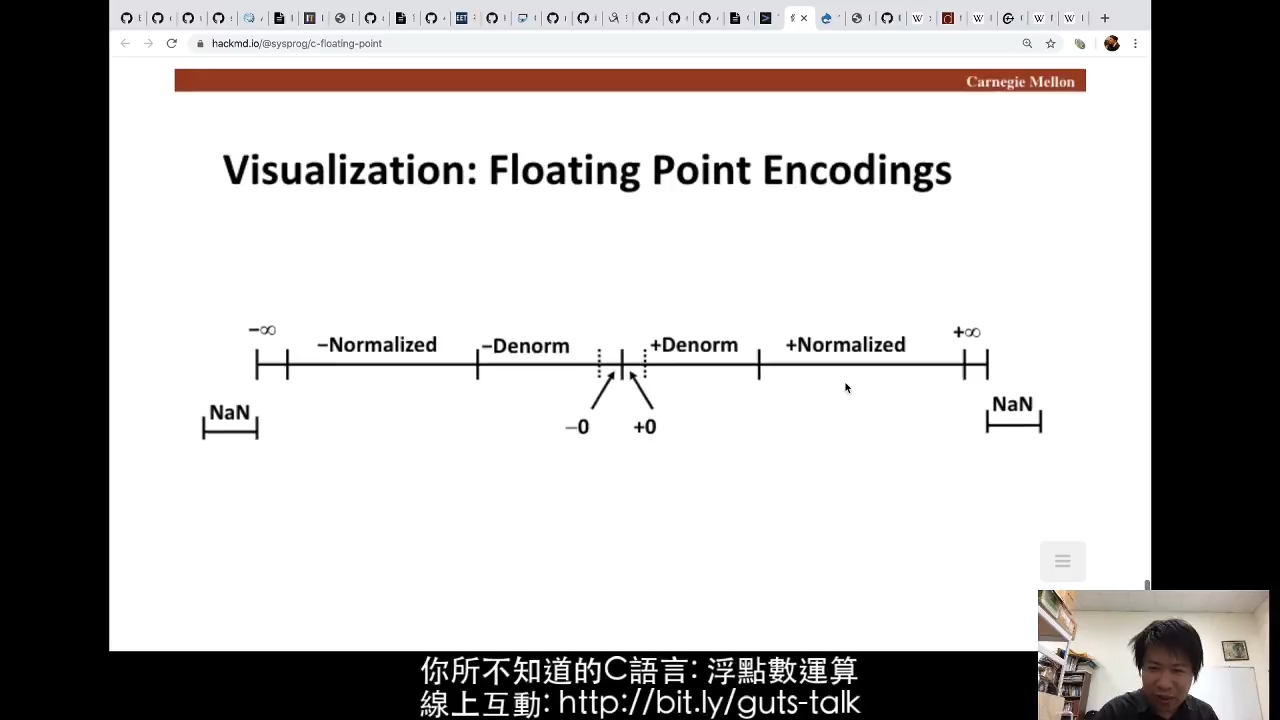 hackmd.io/@sysprog/c-floating-point
Carnegie Mellon
Visualization: Floating Point Encodings
−∞
−Normalized
−Denorm
+Denorm
+Normalized
+∞
NaN
−0
+0
NaN
你所不知道的C語言: 浮點數運算
線上互動: http://bit.ly/guts-talk